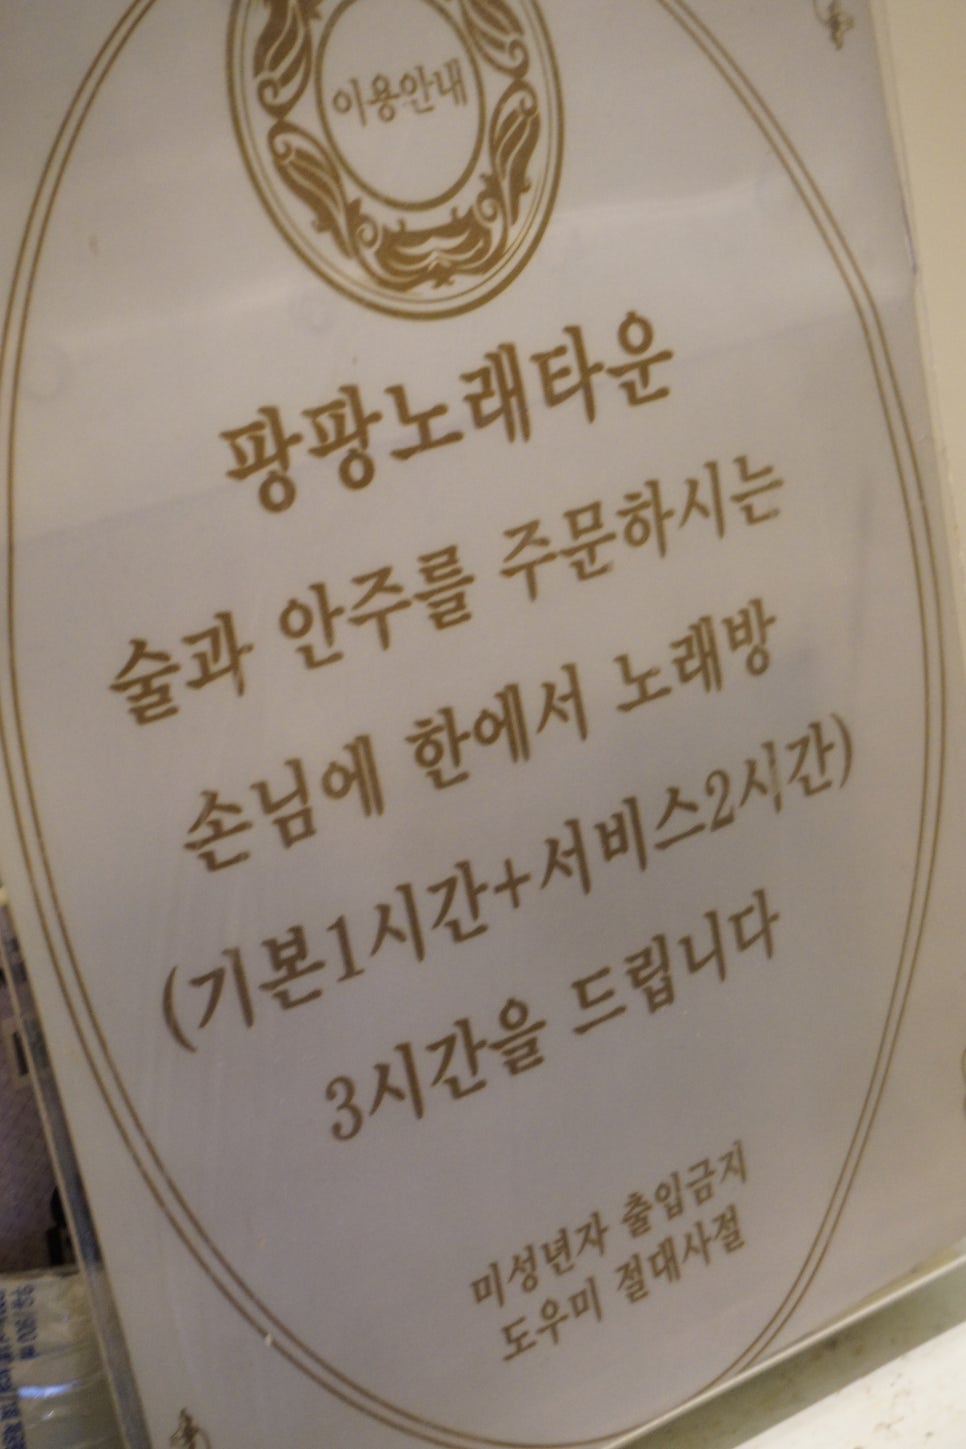 이용안내
팡팡노래타운
술과 안주를 주문하시는
손님에 한에서 노래방
(기본1시간+서비스2시간)
3시간을 드립니다
미성년자 출입금지
도우미 절대사절